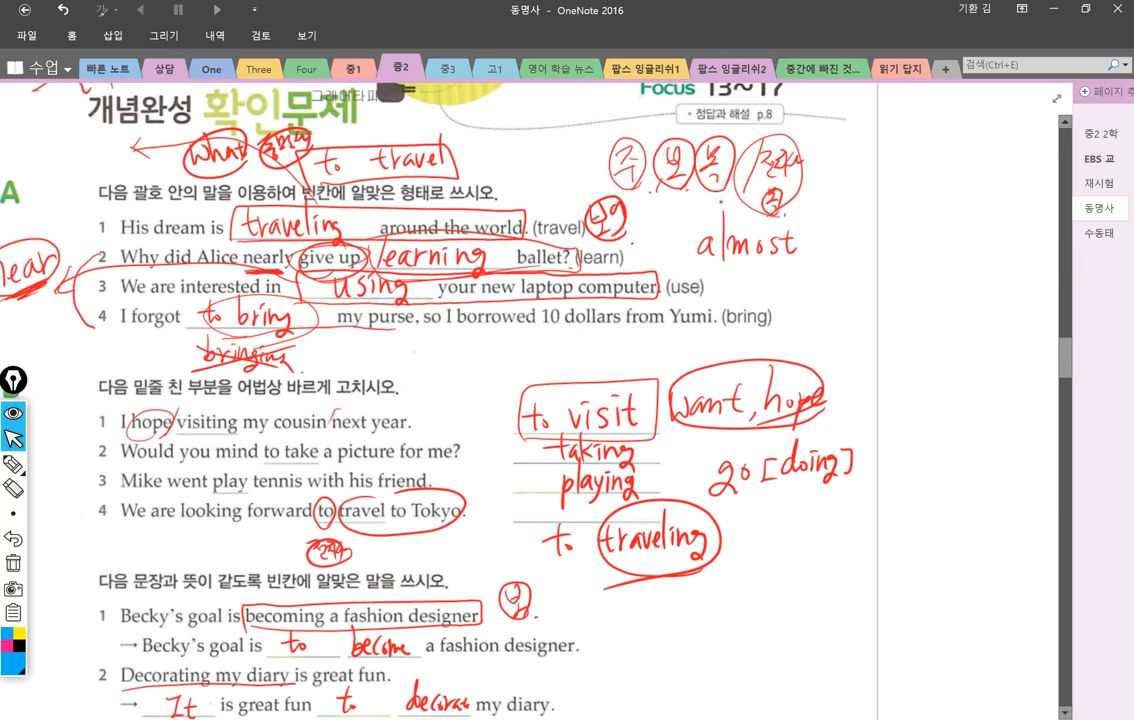 동명사 - OneNote 2016
기환 김
파일 홈 삽입 그리기 내역 검토 보기
수업 빠른 노트 상담 One Three Four 중1 중2 중3 고1 영어 학습 뉴스 팝스 잉글리쉬1 팝스 잉글리쉬2 중간에 빠진 것... 읽기 답지 + 검색(Ctrl+E)
페이지 추
중2 2학
EBS 교
재시험
동명사
수동태
개념완성 확인문제
그래머타피
Focus 13~17
• 정답과 해설 p.8
what to travel
주 보 목
almost
A
다음 괄호 안의 말을 이용하여 빈칸에 알맞은 형태로 쓰시오.
1 His dream is traveling around the world. (travel)
2 Why did Alice nearly give up learning ballet? (learn)
near
3 We are interested in using your new laptop computer. (use)
4 I forgot to bring my purse, so I borrowed 10 dollars from Yumi. (bring)
bringing
다음 밑줄 친 부분을 어법상 바르게 고치시오.
1 I hope visiting my cousin next year. to visit want, hope
2 Would you mind to take a picture for me? taking
3 Mike went play tennis with his friend. playing go [doing]
4 We are looking forward to travel to Tokyo. to traveling
전치사
다음 문장과 뜻이 같도록 빈칸에 알맞은 말을 쓰시오.
1 Becky's goal is becoming a fashion designer. 보
→ Becky's goal is to become a fashion designer.
2 Decorating my diary is great fun.
→ It is great fun to decorate my diary.